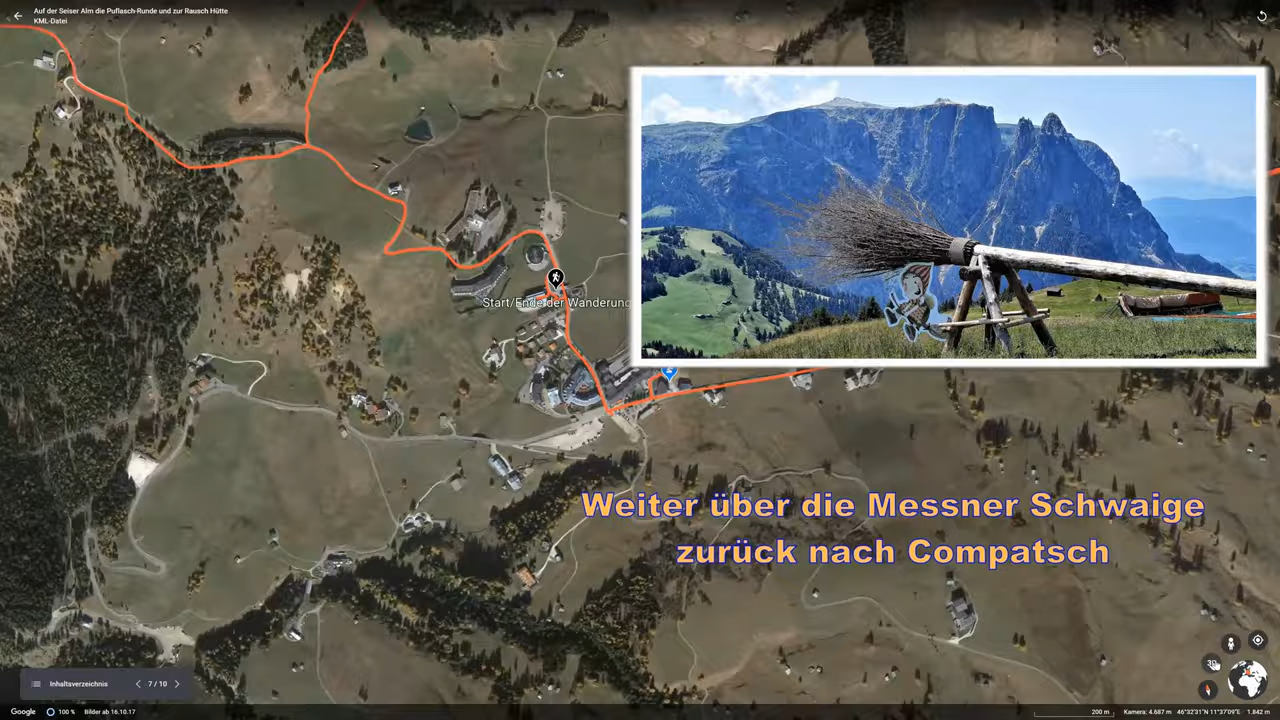 Auf der Seiser Alm die Puflasch-Runde und zur Rausch Hütte
KML-Datei
Start/Ende der Wanderung
Weiter über die Messner Schwaige
zurück nach Compatsch
3D
Inhaltsverzeichnis
7 / 10
Google
100 %
Bilder ab 16.10.17
200 m
Kamera: 4.687 m
46°32'31"N 11°37'09"E
1.842 m